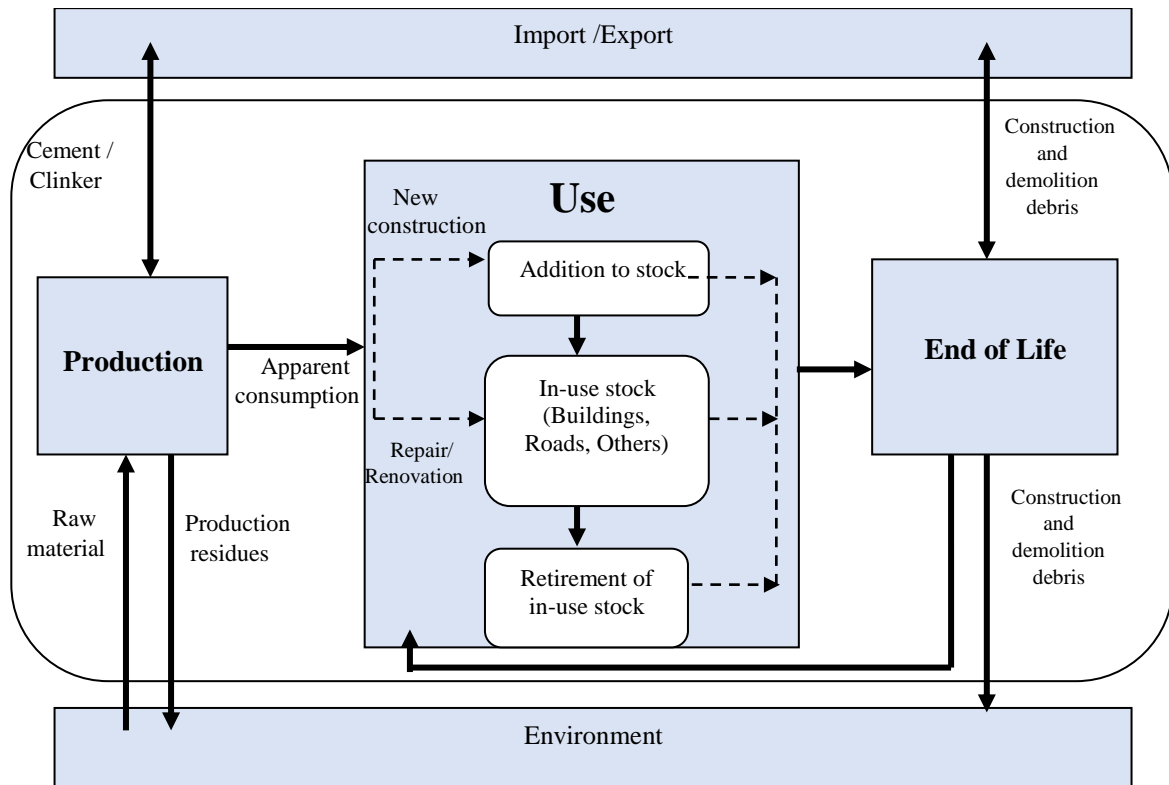 Import /Export
Cement /
Clinker
Construction
and
demolition
debris
New
construction
Use
Addition to stock
Production
Apparent
consumption
In-use stock
(Buildings,
Roads, Others)
End of Life
Repair/
Renovation
Raw
material
Production
residues
Retirement of
in-use stock
Construction
and
demolition
debris
Environment